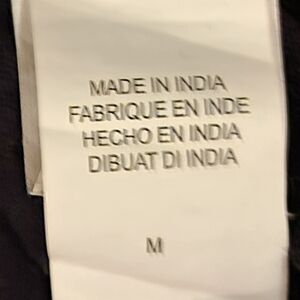 MADE IN INDIA
FABRIQUE EN INDE
HECHO EN INDIA
DIBUAT DI INDIA
M